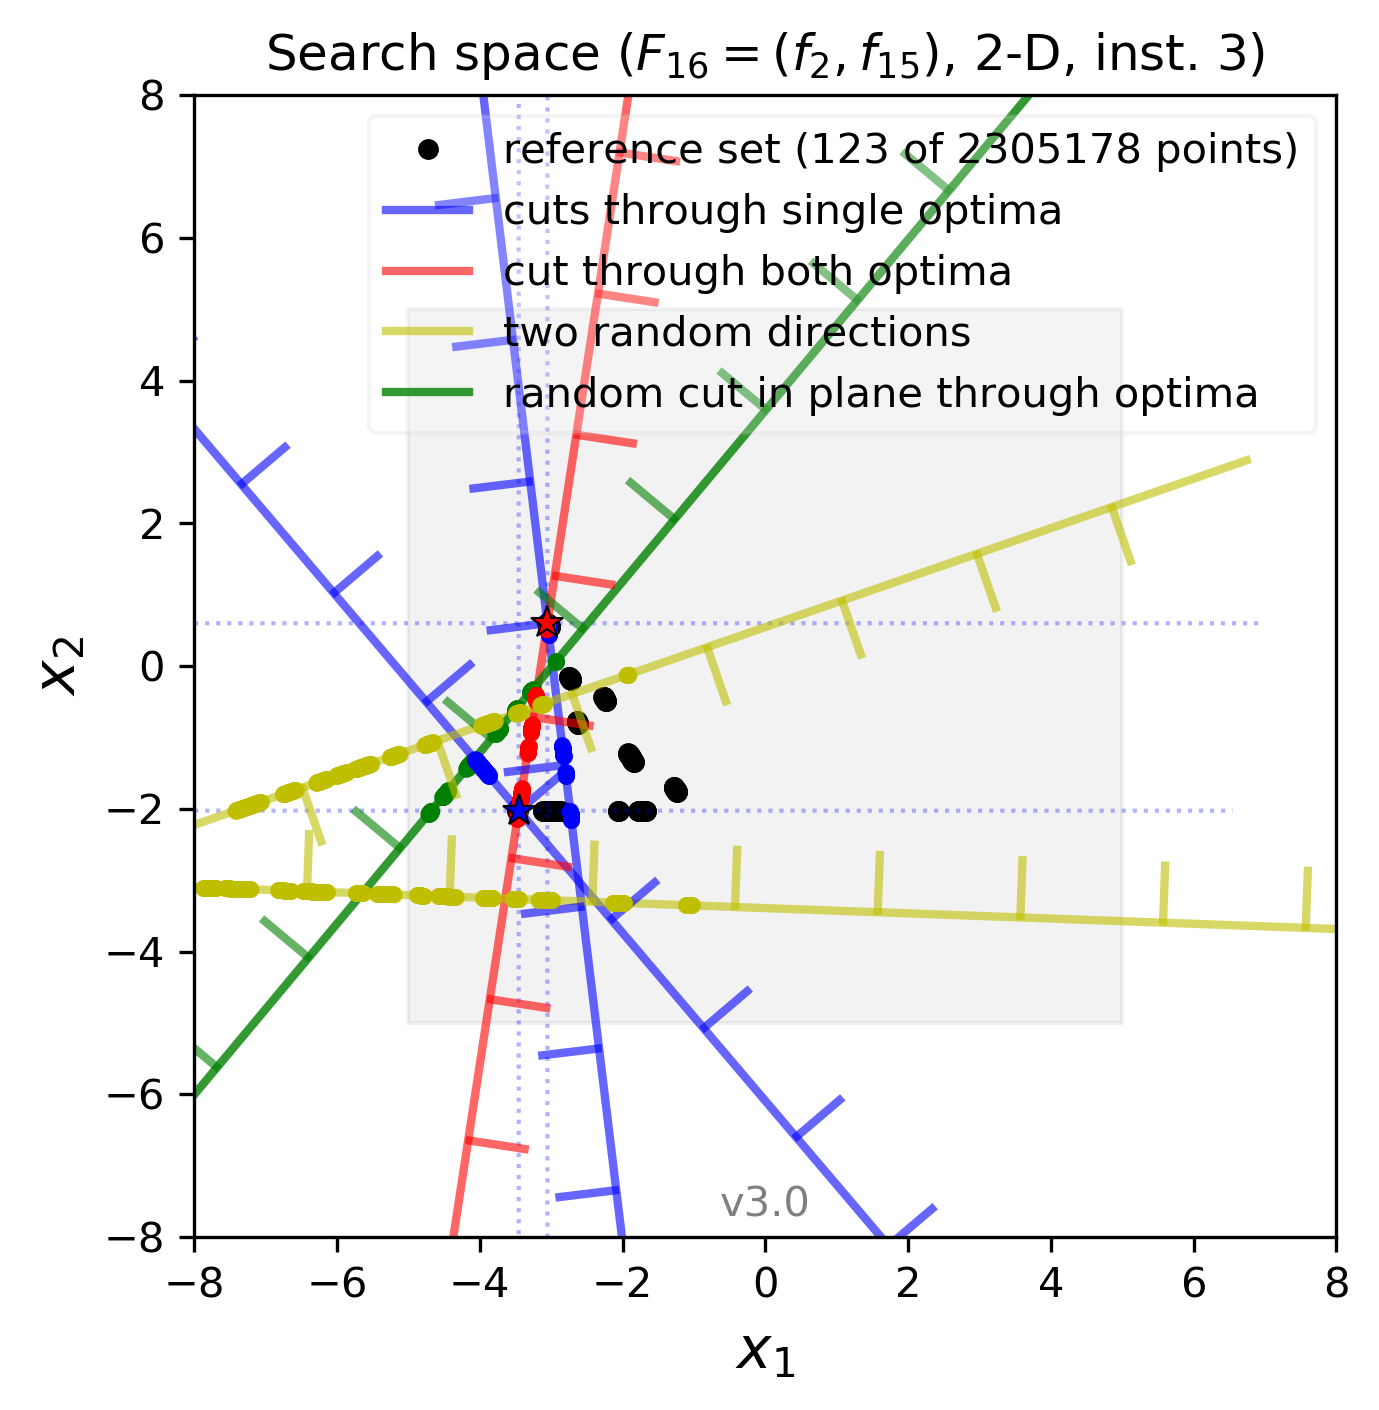 Search space (F₁₆ = (f₂, f₁₅), 2-D, inst. 3)
reference set (123 of 2305178 points)
cuts through single optima
cut through both optima
two random directions
random cut in plane through optima
8
6
4
2
0
−2
−4
−6
−8
x₂
v3.0
−8 −6 −4 −2 0 2 4 6 8
x₁